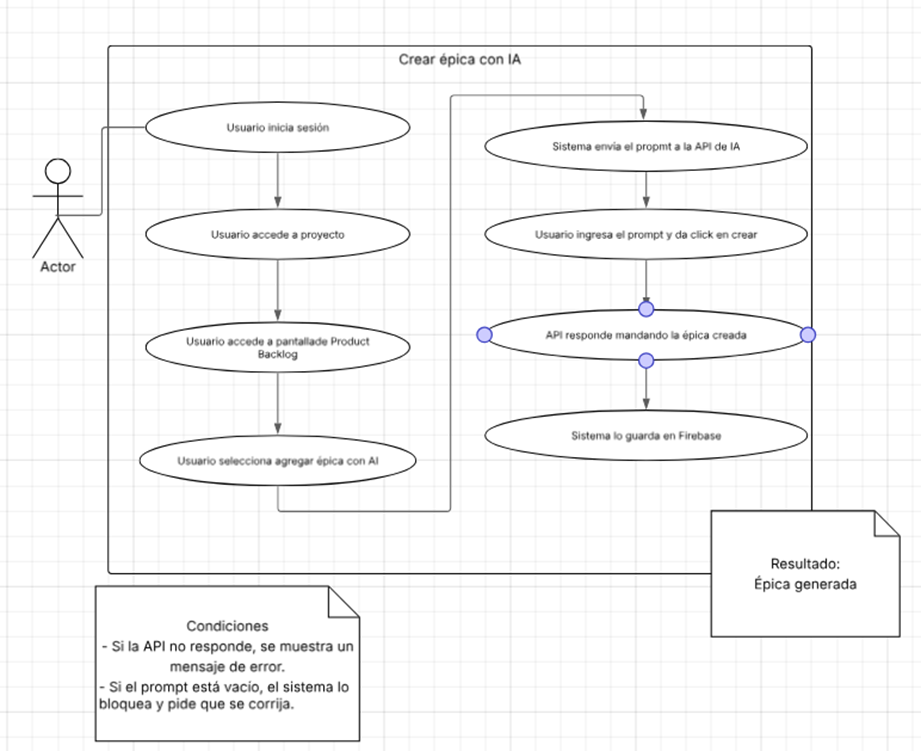 Crear épica con IA
Usuario inicia sesión
Usuario accede a proyecto
Usuario accede a pantallade Product
Backlog
Usuario selecciona agregar épica con AI
Sistema envía el propmt a la API de IA
Usuario ingresa el prompt y da click en crear
API responde mandando la épica creada
Sistema lo guarda en Firebase
Actor
Resultado:
Épica generada
Condiciones
- Si la API no responde, se muestra un
mensaje de error.
- Si el prompt está vacío, el sistema lo
bloquea y pide que se corrija.